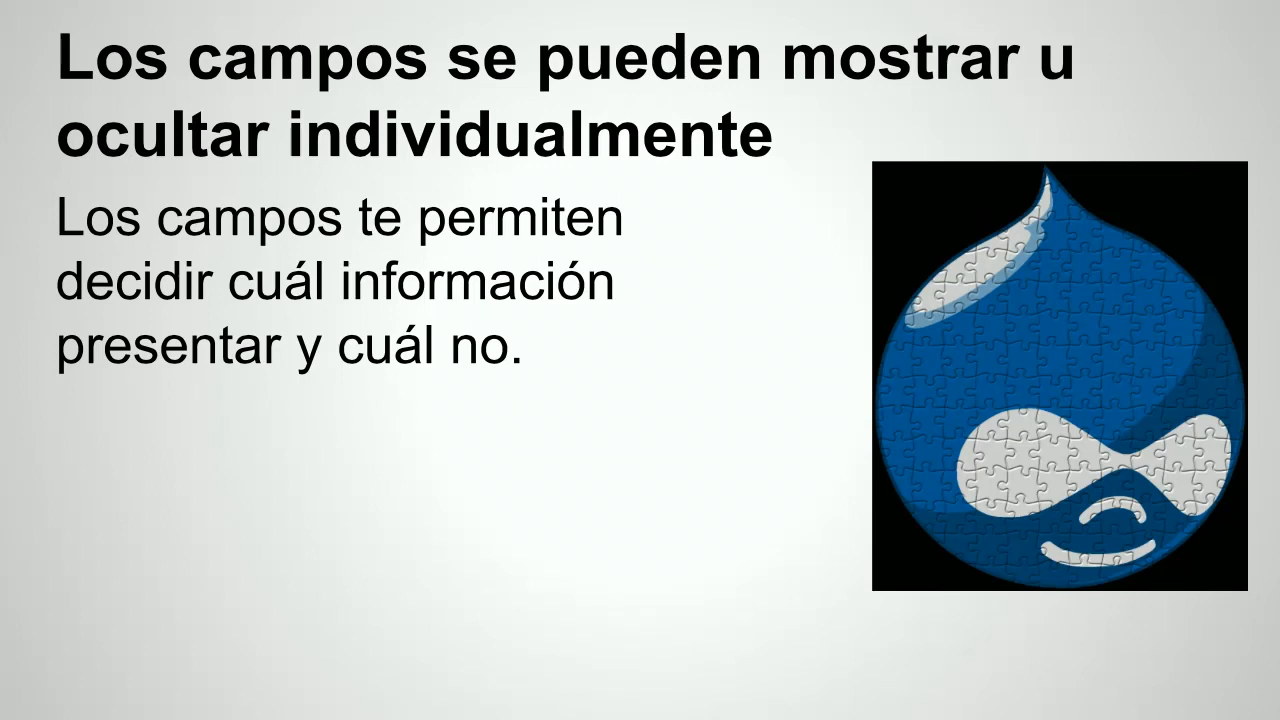 Los campos se pueden mostrar u
ocultar individualmente
Los campos te permiten
decidir cuál información
presentar y cuál no.